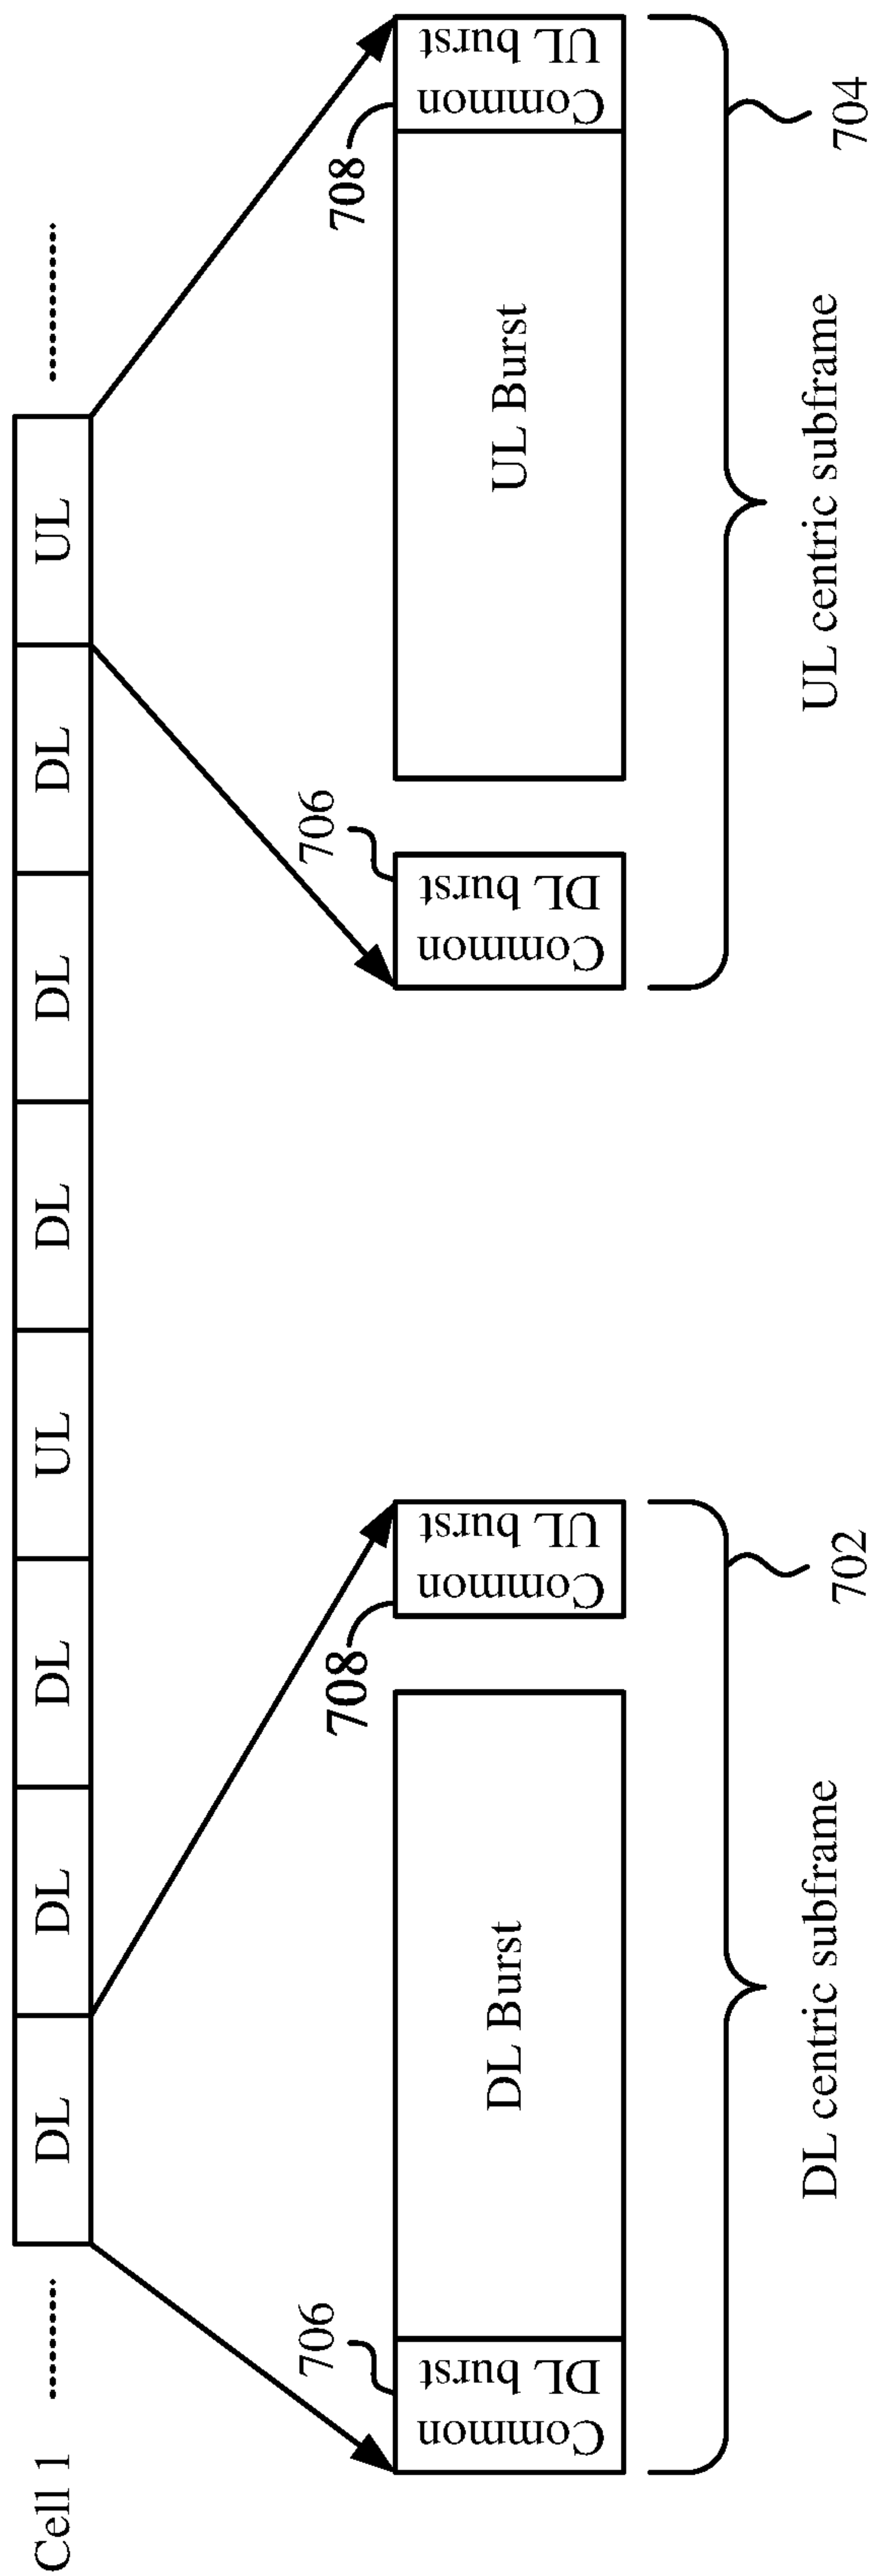 Cell 1 ......... DL DL DL UL DL DL DL UL .........
706
708
706
708
Common
DL burst
DL Burst
Common
UL burst
Common
DL burst
UL Burst
Common
UL burst
DL centric subframe
702
UL centric subframe
704